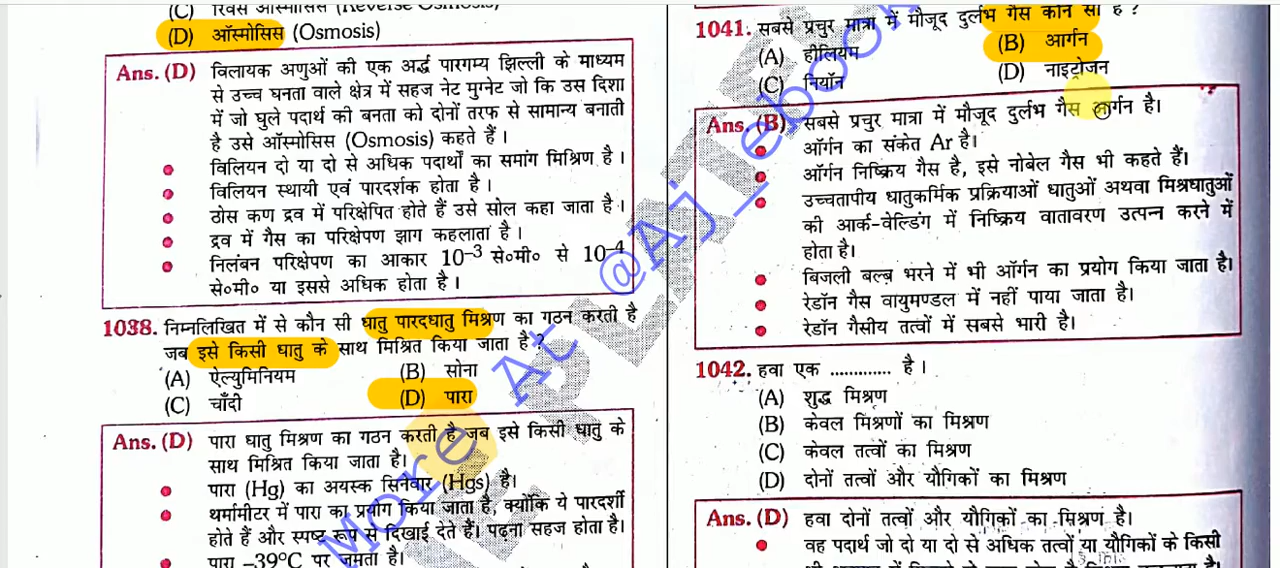 (C) रिवर्स ऑस्मोसिस (Reverse Osmosis)
(D) ऑस्मोसिस (Osmosis)
Ans. (D) विलायक अणुओं की एक अर्द्ध पारगम्य झिल्ली के माध्यम
से उच्च घनता वाले क्षेत्र में सहज नेट मुग्नेट जो कि उस दिशा
में जो घुले पदार्थ की बनता को दोनों तरफ से सामान्य बनाती
है उसे ऑस्मोसिस (Osmosis) कहते हैं ।
विलियन दो या दो से अधिक पदार्थों का समांग मिश्रिण है ।
विलियन स्थायी एवं पारदर्शक होता है ।
ठोस कण द्रव में परिक्षेपित होते हैं उसे सोल कहा जाता है ।
द्रव में गैस का परिक्षेपण झाग कहलाता है ।
निलंबन परिक्षेपण का आकार 10⁻³ से०मी० से 10⁻⁴
से०मी० या इससे अधिक होता है ।
1038. निम्नलिखित में से कौन सी धातु पारदधातु मिश्रण का गठन करती है
जब इसे किसी धातु के साथ मिश्रित किया जाता है ?
(A) ऐल्युमिनियम (B) सोना
(C) चाँदी (D) पारा
Ans. (D) पारा धातु मिश्रण का गठन करती है जब इसे किसी धातु के
साथ मिश्रित किया जाता है।
पारा (Hg) का अयस्क सिनेवार (Hgs) है।
थर्मामीटर में पारा का प्रयोग किया जाता है, क्योंकि ये पारदर्शी
होते हैं और स्पष्ट रूप से दिखाई देते हैं। पढ़ना सहज होता है।
पारा –39°C पर जमता है।
1041. सबसे प्रचुर मात्रा में मौजूद दुर्लभ गैस कौन सी है ?
(A) हीलियम (B) आर्गन
(C) नियॉन (D) नाइट्रोजन
Ans. (B) सबसे प्रचुर मात्रा में मौजूद दुर्लभ गैस आर्गन है।
ऑर्गन का संकेत Ar है।
ऑर्गन निष्क्रिय गैस है, इसे नोबेल गैस भी कहते हैं।
उच्चतापीय धातुकर्मिक प्रक्रियाओं धातुओं अथवा मिश्रधातुओं
की आर्क-वेल्डिंग में निष्क्रिय वातावरण उत्पन्न करने में
होता है।
बिजली बल्ब भरने में भी ऑर्गन का प्रयोग किया जाता है।
रेडॉन गैस वायुमण्डल में नहीं पाया जाता है।
रेडॉन गैसीय तत्वों में सबसे भारी है।
1042. हवा एक ............. है ।
(A) शुद्ध मिश्रण
(B) केवल मिश्रणों का मिश्रण
(C) केवल तत्वों का मिश्रण
(D) दोनों तत्वों और यौगिकों का मिश्रण
Ans. (D) हवा दोनों तत्वों और यौगिकों का मिश्रण है।
वह पदार्थ जो दो या दो से अधिक तत्वों या यौगिकों के किसी
More At @Aj_ebook